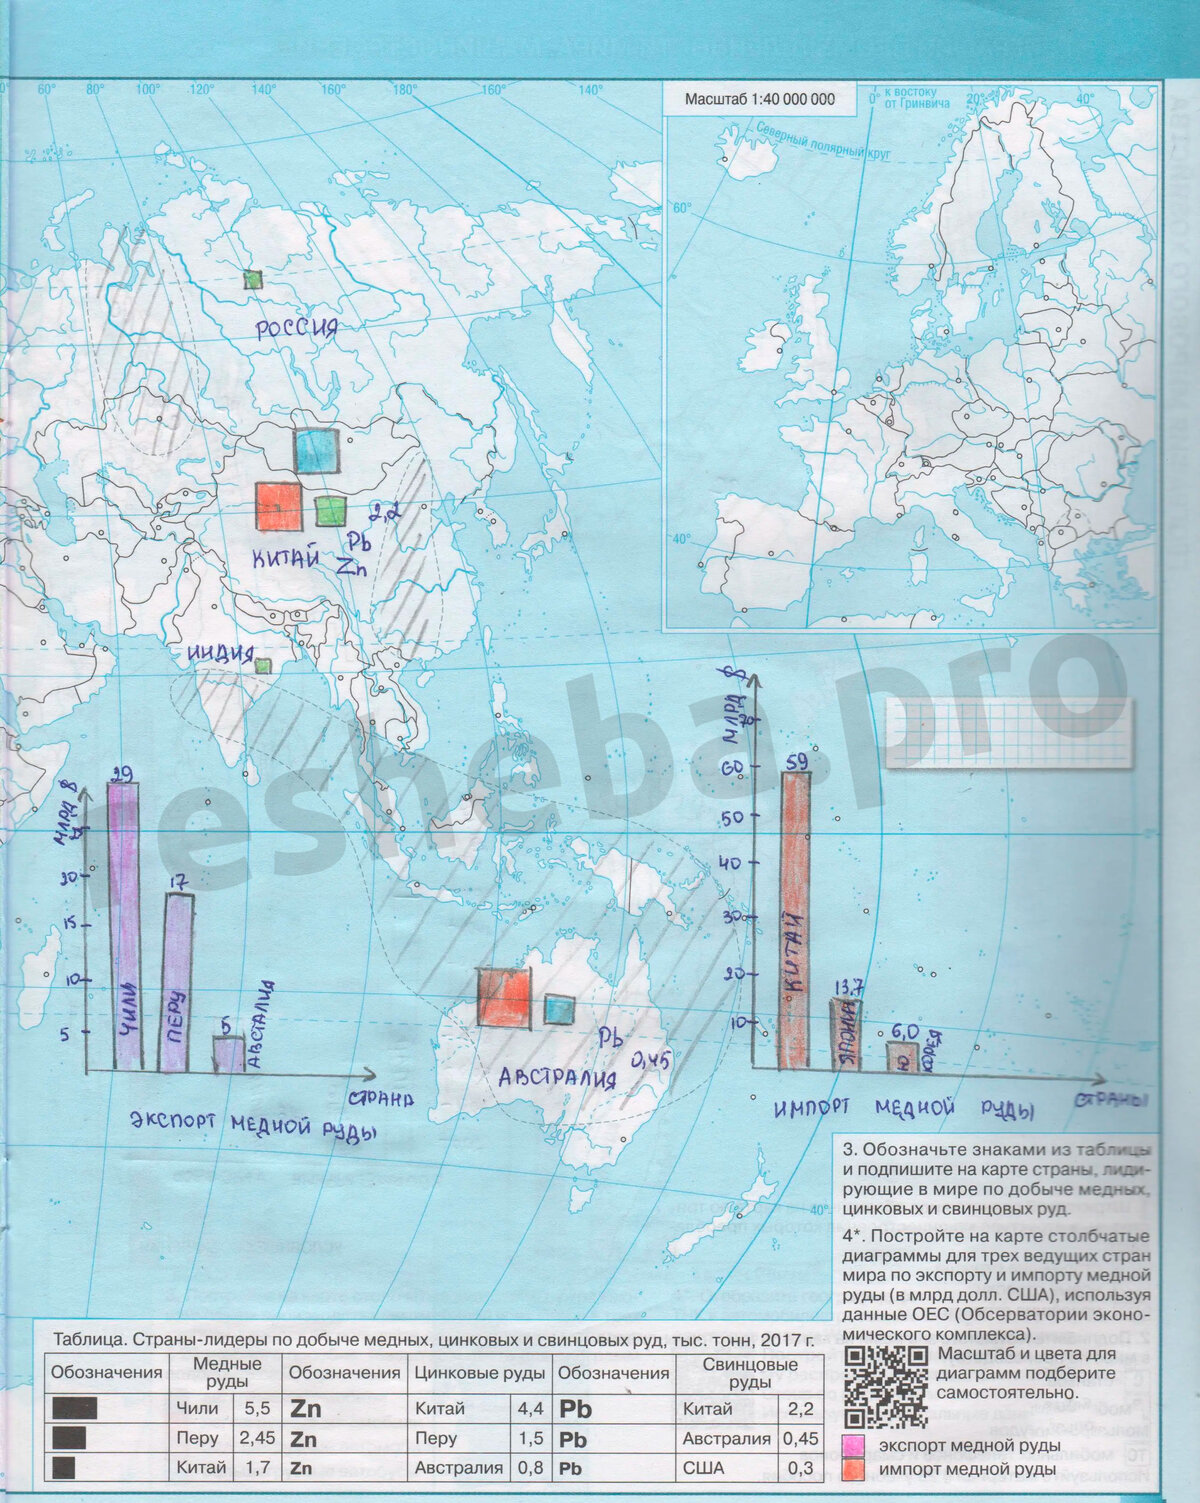 60° 80° 100° 120° 140° 160° 180° 160° 140°
Масштаб 1:40 000 000
0° к востоку
от Гринвича
20° 40°
Северный полярный круг
60°
40°
РОССИЯ
2,2
КИТАЙ
Pb
Zn
ИНДИЯ
resheba.pro
МЛРД $
29
20
15
10
5
17
5
ЧИЛИ
ПЕРУ
АВСТАЛИЯ
СТРАНА
ЭКСПОРТ МЕДНОЙ РУДЫ
Pb
0,45
АВСТРАЛИЯ
МЛРД $
70
60
50
40
30
20
10
59
13,7
6,0
КИТАЙ
ЯПОНИЯ
Ю. КОРЕЯ
СТРАНЫ
ИМПОРТ МЕДНОЙ РУДЫ
40°
3. Обозначьте знаками из таблицы
и подпишите на карте страны, лиди-
рующие в мире по добыче медных,
цинковых и свинцовых руд.
4*. Постройте на карте столбчатые
диаграммы для трех ведущих стран
мира по экспорту и импорту медной
руды (в млрд долл. США), используя
данные ОЕС (Обсерватории эконо-
мического комплекса).
Масштаб и цвета для
диаграмм подберите
самостоятельно.
экспорт медной руды
импорт медной руды
Таблица. Страны-лидеры по добыче медных, цинковых и свинцовых руд, тыс. тонн, 2017 г.
Обозначения Медные руды Обозначения Цинковые руды Обозначения Свинцовые руды
Чили 5,5 Zn Китай 4,4 Pb Китай 2,2
Перу 2,45 Zn Перу 1,5 Pb Австралия 0,45
Китай 1,7 Zn Австралия 0,8 Pb США 0,3